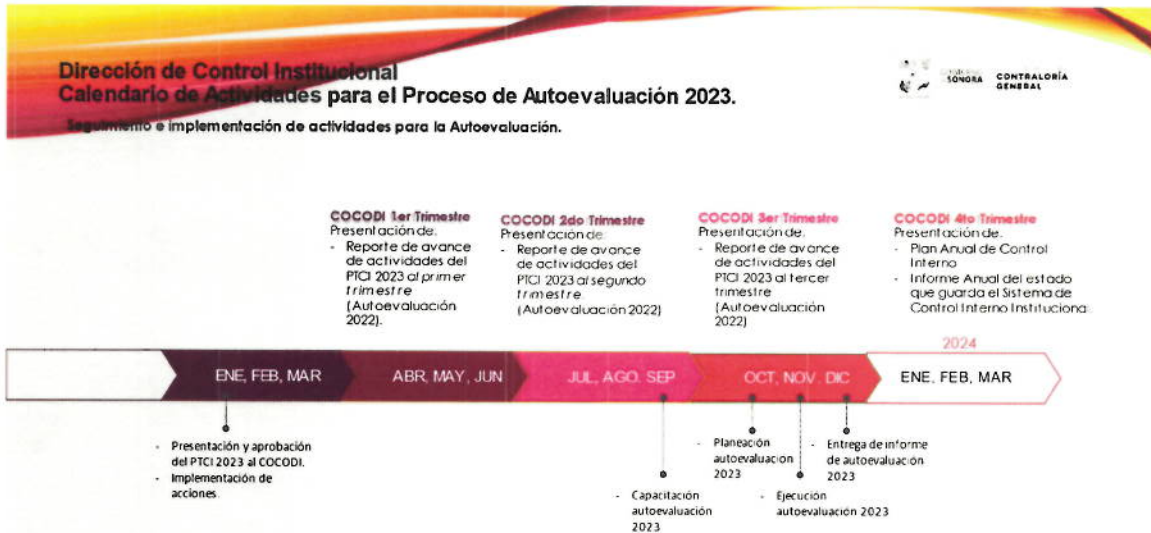 Dirección de Control Institucional
Calendario de Actividades para el Proceso de Autoevaluación 2023.
Seguimiento e implementación de actividades para la Autoevaluación.
SONORA
CONTRALORÍA
GENERAL
COCODI 1er Trimestre
Presentación de:
- Reporte de avance
de actividades del
PTCI 2023 al primer
trimestre
(Autoevaluación
2022).
COCODI 2do Trimestre
Presentación de:
- Reporte de avance
de actividades del
PTCI 2023 al segundo
trimestre
(Autoevaluación 2022)
COCODI 3er Trimestre
Presentación de:
- Reporte de avance
de actividades del
PTCI 2023 al tercer
trimestre
(Autoevaluación
2022)
COCODI 4to Trimestre
Presentación de:
- Plan Anual de Control
Interno
- Informe Anual del estado
que guarda el Sistema de
Control Interno Instituciona
2024
ENE, FEB, MAR
ABR, MAY, JUN
JUL, AGO. SEP
OCT, NOV. DIC
ENE, FEB, MAR
- Presentación y aprobación
del PTCI 2023 al COCODI.
- Implementación de
acciones.
- Capacitación
autoevaluación
2023
- Planeación
autoevaluacion
2023
- Ejecución
autoevaluación 2023
- Entrega de informe
de autoevaluación
2023